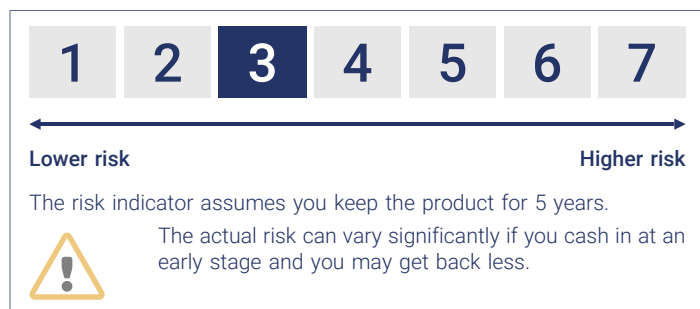 1 2 3 4 5 6 7
Lower risk Higher risk
The risk indicator assumes you keep the product for 5 years.
The actual risk can vary significantly if you cash in at an
early stage and you may get back less.